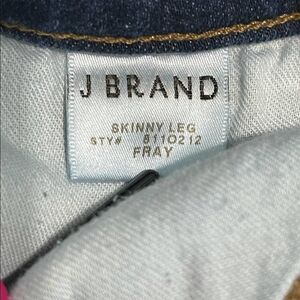 J BRAND
SKINNY LEG
STY# 8110212
FRAY